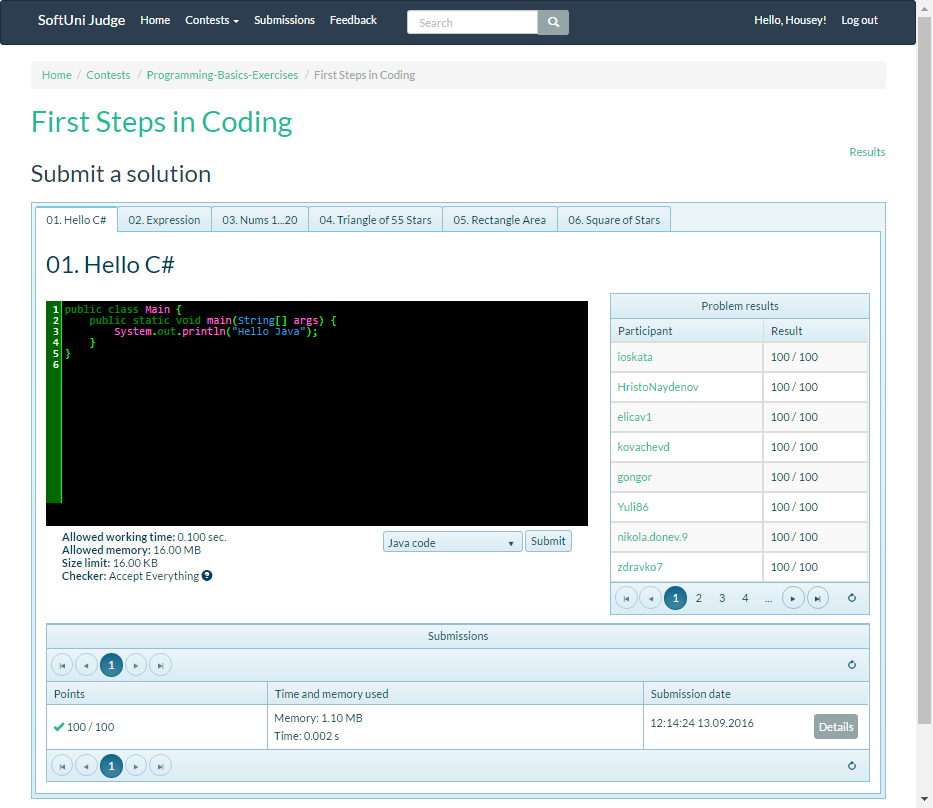 SoftUni Judge Home Contests Submissions Feedback Search Hello, Housey! Log out
Home / Contests / Programming-Basics-Exercises / First Steps in Coding
First Steps in Coding
Results
Submit a solution
01. Hello C# 02. Expression 03. Nums 1...20 04. Triangle of 55 Stars 05. Rectangle Area 06. Square of Stars
01. Hello C#
1 public class Main {
2 public static void main(String[] args) {
3 System.out.println("Hello Java");
4 }
5 }
6
Allowed working time: 0.100 sec.
Allowed memory: 16.00 MB
Size limit: 16.00 KB
Checker: Accept Everything ?
Java code Submit
Problem results
Participant Result
ioskata 100 / 100
HristoNaydenov 100 / 100
elicav1 100 / 100
kovachevd 100 / 100
gongor 100 / 100
Yuli86 100 / 100
nikola.donev.9 100 / 100
zdravko7 100 / 100
1 2 3 4 ...
Submissions
1
Points Time and memory used Submission date
100 / 100 Memory: 1.10 MB 12:14:24 13.09.2016 Details
Time: 0.002 s
1